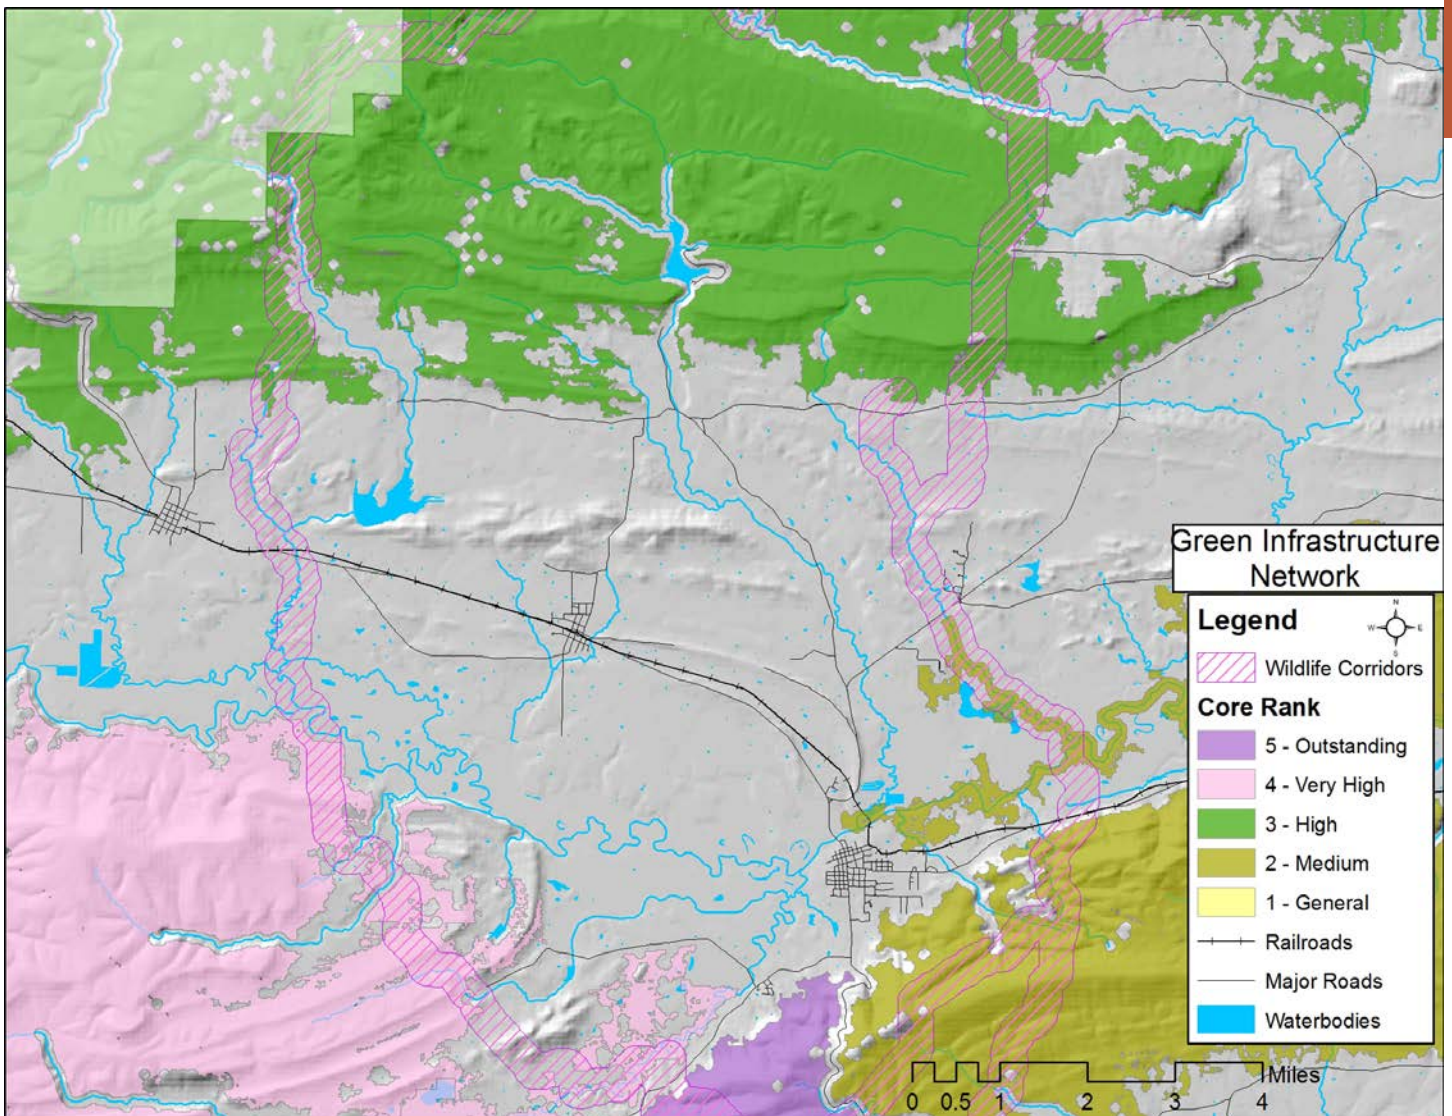 Green Infrastructure
Network
Legend
N
W E
S
Wildlife Corridors
Core Rank
5 - Outstanding
4 - Very High
3 - High
2 - Medium
1 - General
Railroads
Major Roads
Waterbodies
Miles
0 0.5 1 2 3 4